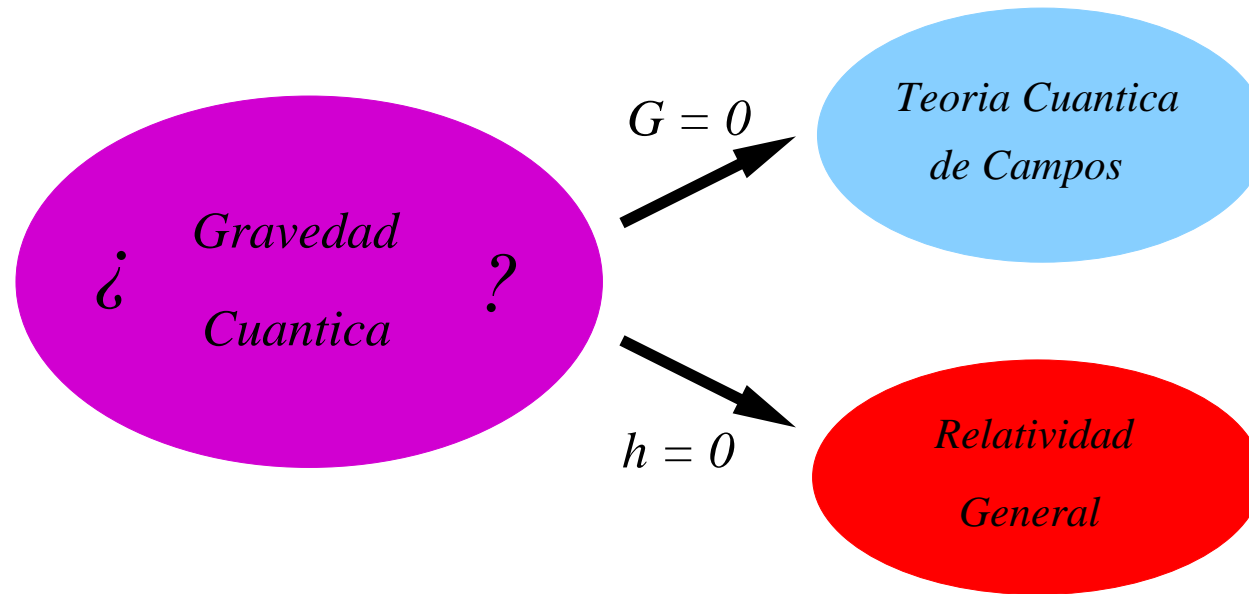 ¿ Gravedad ?
Cuantica
G = 0
Teoria Cuantica
de Campos
h = 0
Relatividad
General